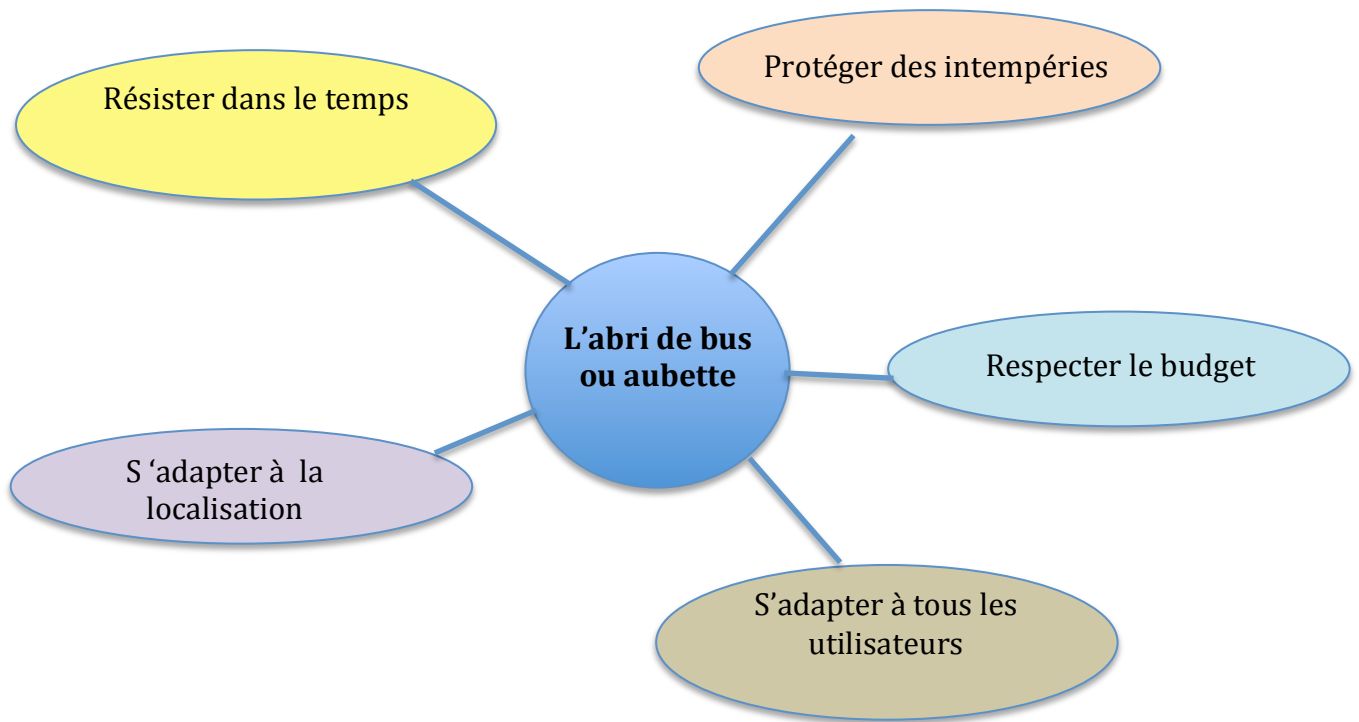 Protéger des intempéries
Résister dans le temps
L’abri de bus
ou aubette
Respecter le budget
S ‘adapter à  la
localisation
S’adapter à tous les
utilisateurs